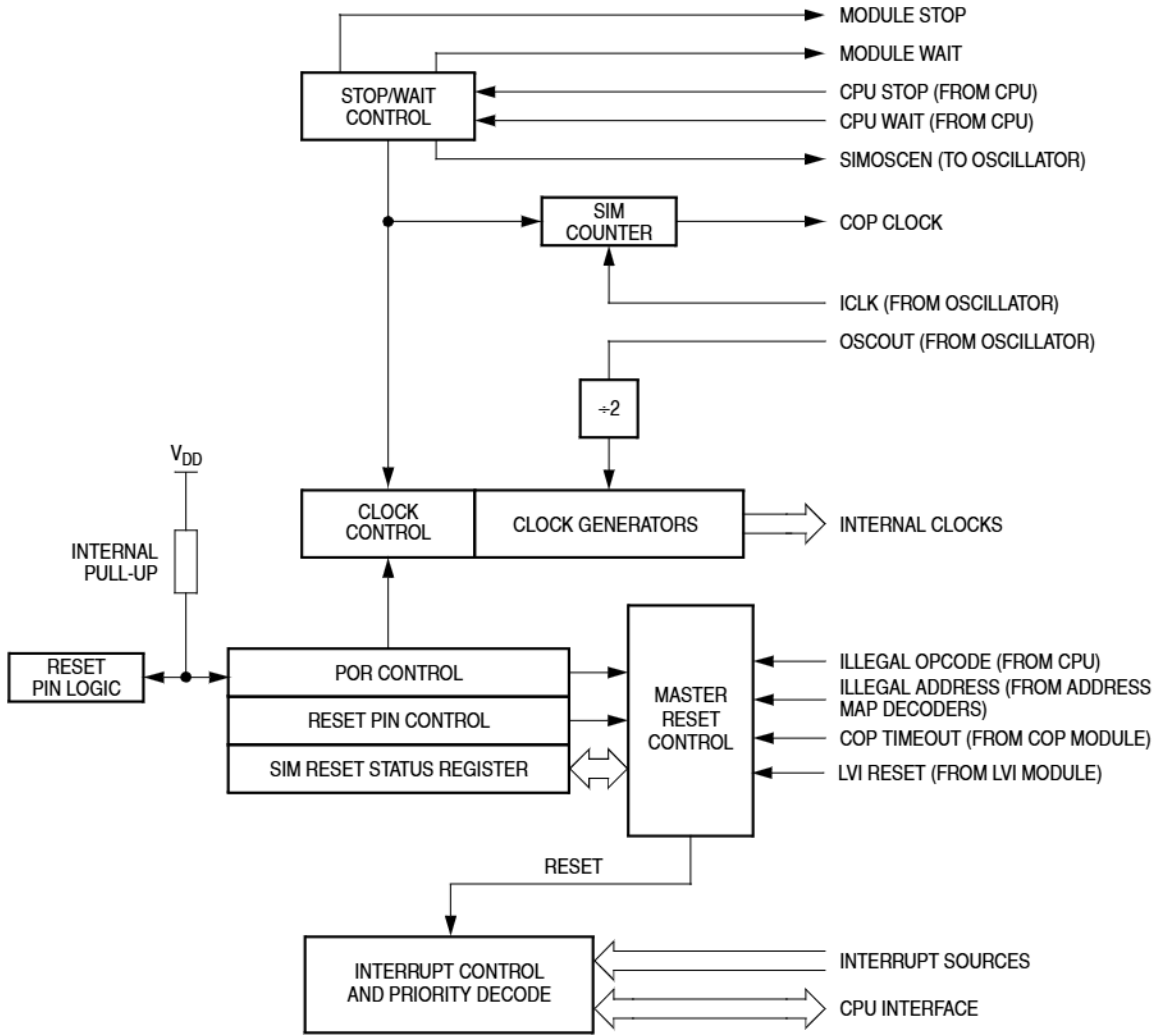 MODULE STOP
MODULE WAIT
STOP/WAIT
CONTROL
CPU STOP (FROM CPU)
CPU WAIT (FROM CPU)
SIMOSCEN (TO OSCILLATOR)
SIM
COUNTER
COP CLOCK
ICLK (FROM OSCILLATOR)
OSCOUT (FROM OSCILLATOR)
÷2
VDD
CLOCK
CONTROL
CLOCK GENERATORS
INTERNAL CLOCKS
INTERNAL
PULL-UP
RESET
PIN LOGIC
POR CONTROL
RESET PIN CONTROL
SIM RESET STATUS REGISTER
MASTER
RESET
CONTROL
ILLEGAL OPCODE (FROM CPU)
ILLEGAL ADDRESS (FROM ADDRESS
MAP DECODERS)
COP TIMEOUT (FROM COP MODULE)
LVI RESET (FROM LVI MODULE)
RESET
INTERRUPT CONTROL
AND PRIORITY DECODE
INTERRUPT SOURCES
CPU INTERFACE